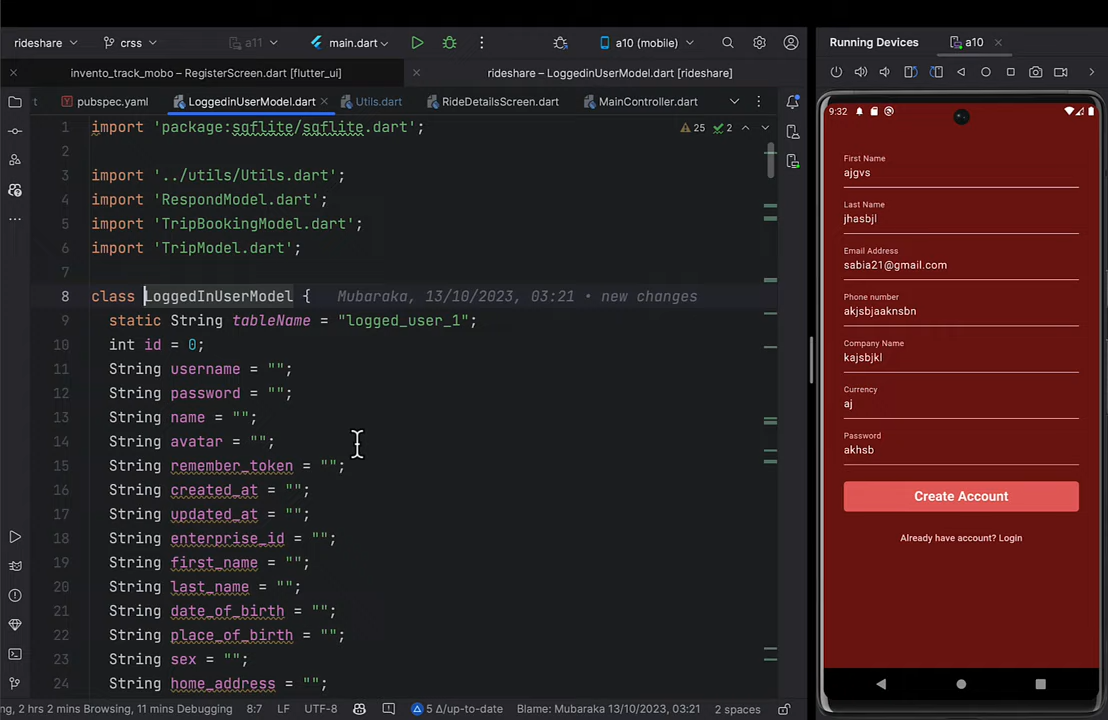 rideshare
crss
a11
main.dart
a10 (mobile)
Running Devices
a10
invento_track_mobo – RegisterScreen.dart [flutter_ui]
rideshare – LoggedinUserModel.dart [rideshare]
t
pubspec.yaml
LoggedinUserModel.dart
Utils.dart
RideDetailsScreen.dart
MainController.dart
25
2
1 import 'package:sqflite/sqflite.dart';
2
3 import '../utils/Utils.dart';
4 import 'RespondModel.dart';
5 import 'TripBookingModel.dart';
6 import 'TripModel.dart';
7
8 class LoggedInUserModel { Mubaraka, 13/10/2023, 03:21 • new changes
9 static String tableName = "logged_user_1";
10 int id = 0;
11 String username = "";
12 String password = "";
13 String name = "";
14 String avatar = "";
15 String remember_token = "";
16 String created_at = "";
17 String updated_at = "";
18 String enterprise_id = "";
19 String first_name = "";
20 String last_name = "";
21 String date_of_birth = "";
22 String place_of_birth = "";
23 String sex = "";
24 String home_address = "";
ng, 2 hrs 2 mins Browsing, 11 mins Debugging
8:7
LF
UTF-8
5 Δ/up-to-date
Blame: Mubaraka 13/10/2023, 03:21
2 spaces
9:32
First Name
ajgvs
Last Name
jhasbjl
Email Address
sabia21@gmail.com
Phone number
akjsbjaaknsbn
Company Name
kajsbjkl
Currency
aj
Password
akhsb
Create Account
Already have account? Login